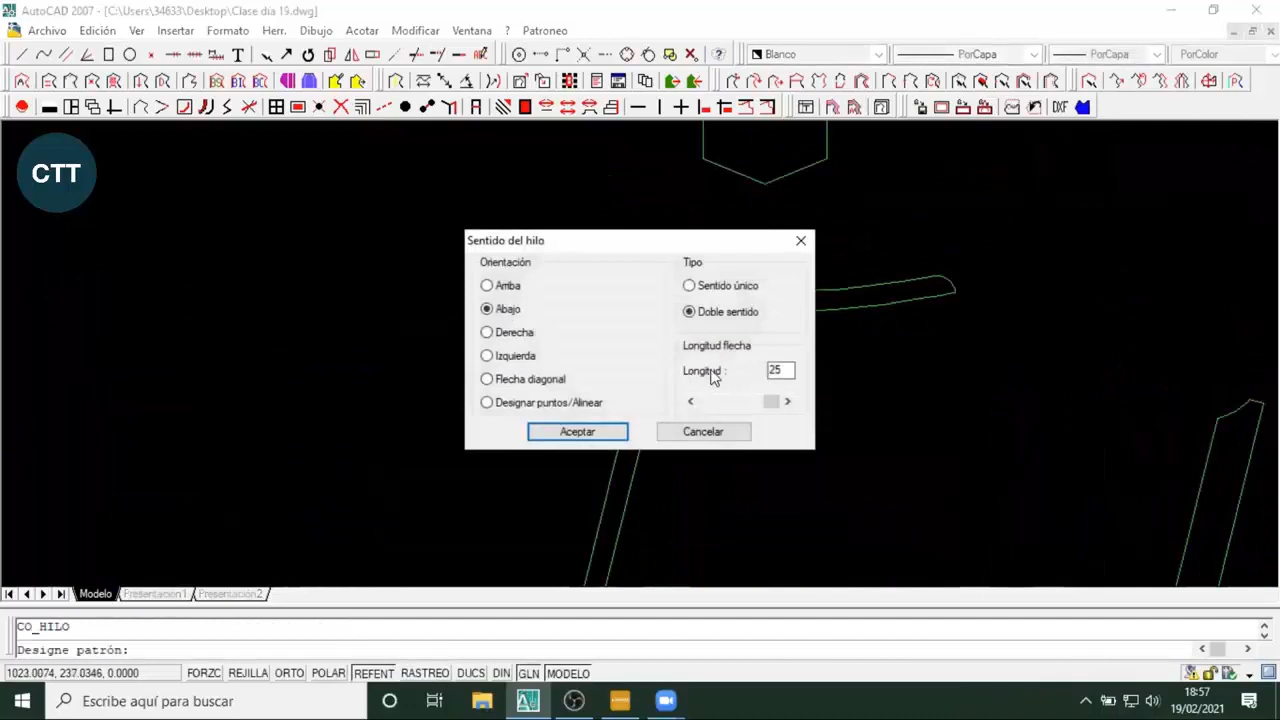 AutoCAD 2007 - [C:\Users\34633\Desktop\Clase dia 19.dwg]
Archivo Edición Ver Insertar Formato Herr. Dibujo Acotar Modificar Ventana ? Patroneo
Blanco PorCapa PorCapa PorColor
DXF
CTT
Sentido del hilo
Orientación Tipo
Arriba Sentido único
Abajo Doble sentido
Derecha
Longitud flecha
Izquierda
Longitud : 25
Flecha diagonal
Designar puntos/Alinear
Aceptar Cancelar
Modelo Presentación1 Presentación2
CO_HILO
Designe patrón:
1023.0074, 237.0346, 0.0000 FORZC REJILLA ORTO POLAR REFENT RASTREO DUCS DIN GLN MODELO
Escribe aquí para buscar
18:57
19/02/2021